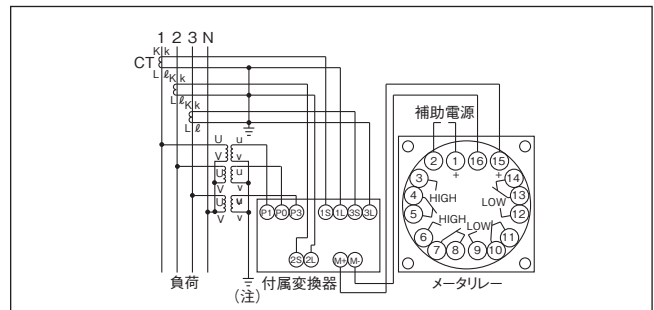 1 2 3 N
K k
CT
L ℓ
K k
L ℓ
K k
L ℓ
U u
V v
U u
V v
U u
V v
P1 P0 P3 1S 1L 3S 3L
2S 2L M+ M-
負荷
(注)
付属変換器
補助電源
2 1 16 15
+ +
3 14
4 HIGH 13
5 LOW 12
HIGH LOW
6 11
7 8 9 10
メータリレー